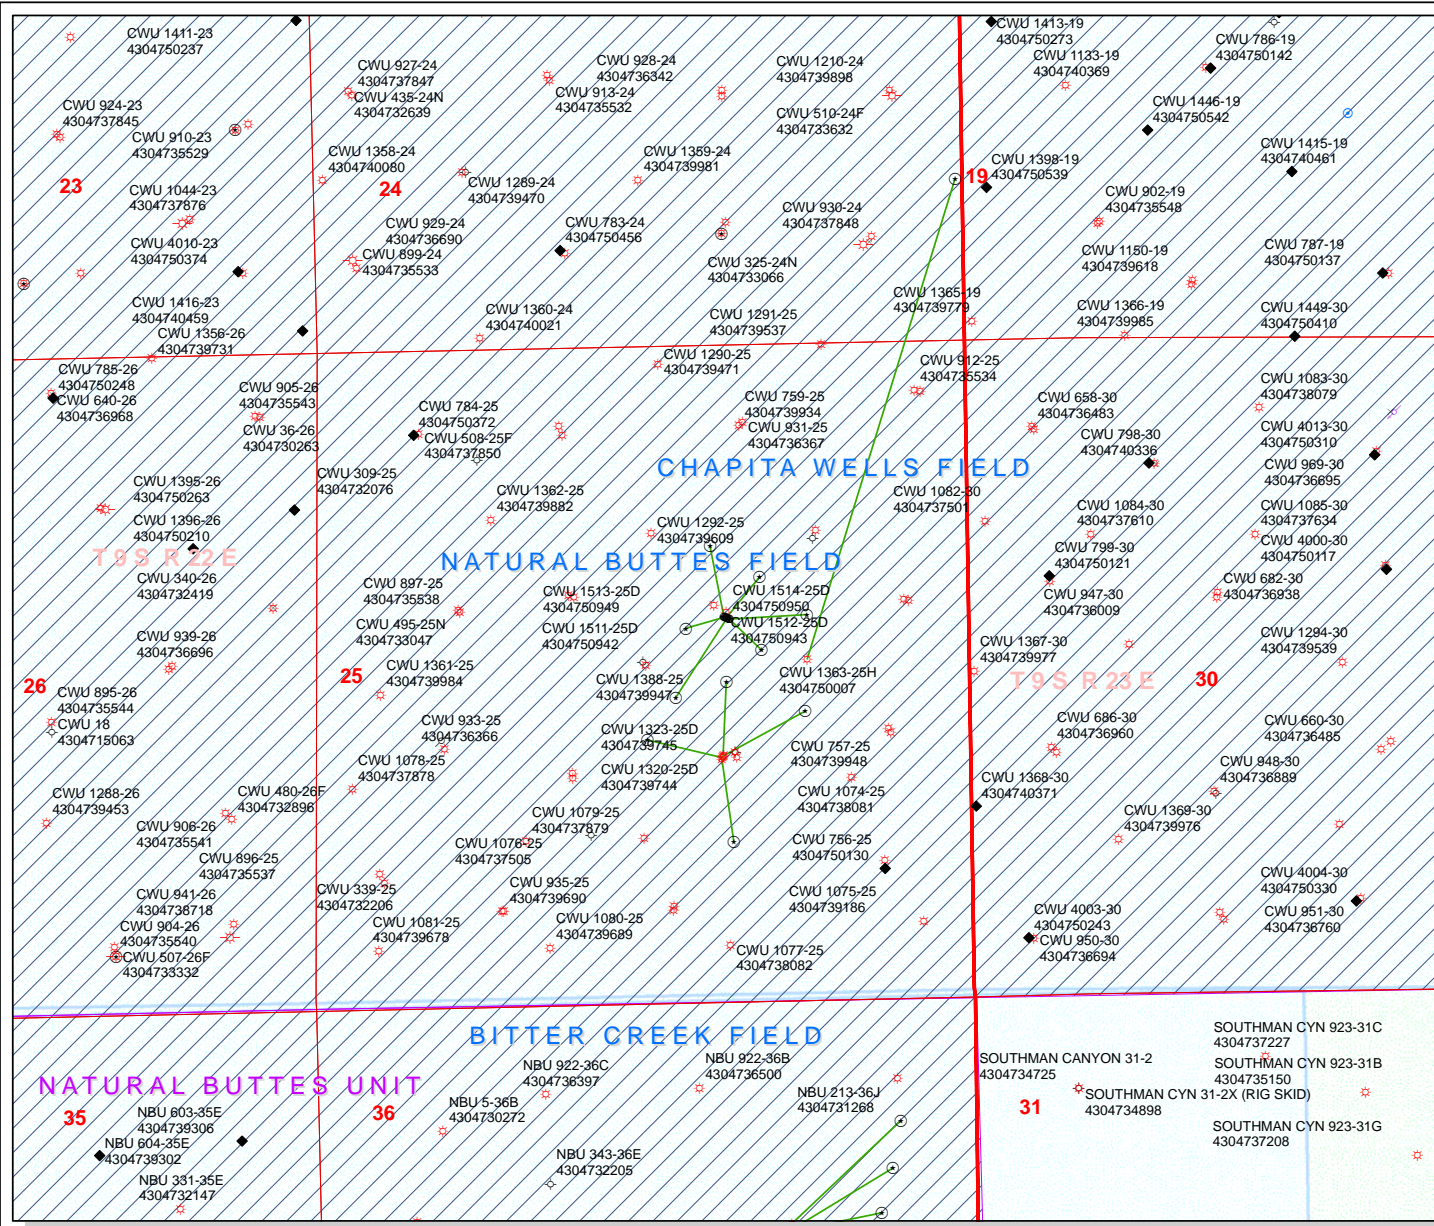 CWU 1411-23
4304750237
CWU 927-24
4304737847
CWU 435-24N
4304732639
CWU 928-24
4304736342
CWU 913-24
4304735532
CWU 1210-24
4304739898
CWU 510-24F
4304733632
CWU 1413-19
4304750273
CWU 1133-19
4304740369
CWU 786-19
4304750142
CWU 1446-19
4304750542
CWU 1415-19
4304740461
CWU 924-23
4304737845
CWU 910-23
4304735529
CWU 1358-24
4304740080
CWU 1289-24
4304739470
CWU 1359-24
4304739981
CWU 1398-19
4304750539
19
23
24
CWU 1044-23
4304737876
CWU 929-24
4304736690
CWU 899-24
4304735533
CWU 783-24
4304750456
CWU 930-24
4304737848
CWU 902-19
4304735548
CWU 4010-23
4304750374
CWU 325-24N
4304733066
CWU 1150-19
4304739618
CWU 787-19
4304750137
CWU 1416-23
4304740459
CWU 1356-26
4304739731
CWU 1360-24
4304740021
CWU 1291-25
4304739537
CWU 1365-19
4304739779
CWU 1366-19
4304739985
CWU 1449-30
4304750410
CWU 785-26
4304750248
CWU 640-26
4304736968
CWU 905-26
4304735543
CWU 36-26
4304730263
CWU 784-25
4304750372
CWU 508-25F
4304737850
CWU 1290-25
4304739471
CWU 759-25
4304739934
CWU 931-25
4304736367
CWU 912-25
4304735534
CWU 658-30
4304736483
CWU 798-30
4304740336
CWU 1083-30
4304738079
CWU 4013-30
4304750310
CWU 969-30
4304736695
CHAPITA WELLS FIELD
CWU 309-25
4304732076
CWU 1395-26
4304750263
CWU 1396-26
4304750210
CWU 1362-25
4304739882
CWU 1292-25
4304739609
CWU 1082-30
4304737501
CWU 1084-30
4304737610
CWU 799-30
4304750121
CWU 1085-30
4304737634
CWU 4000-30
4304750117
T 9 S R 22 E
NATURAL BUTTES FIELD
CWU 340-26
4304732419
CWU 897-25
4304735538
CWU 495-25N
4304733047
CWU 1513-25D
4304750949
CWU 1511-25D
4304750942
CWU 1514-25D
4304750950
CWU 1512-25D
4304750943
CWU 947-30
4304736009
CWU 682-30
4304736938
CWU 939-26
4304736696
CWU 1361-25
4304739984
CWU 1388-25
4304739947
CWU 1363-25H
4304750007
CWU 1367-30
4304739977
CWU 1294-30
4304739539
26
25
T 9 S R 23 E
30
CWU 895-26
4304735544
CWU 18
4304715063
CWU 933-25
4304736366
CWU 1323-25D
4304739745
CWU 1320-25D
4304739744
CWU 757-25
4304739948
CWU 686-30
4304736960
CWU 660-30
4304736485
CWU 1078-25
4304737878
CWU 1074-25
4304738081
CWU 1368-30
4304740371
CWU 948-30
4304736889
CWU 1288-26
4304739453
CWU 480-26F
4304732896
CWU 906-26
4304735541
CWU 1079-25
4304737879
CWU 1076-25
4304737505
CWU 756-25
4304750130
CWU 1369-30
4304739976
CWU 896-25
4304735537
CWU 339-25
4304732206
CWU 935-25
4304739690
CWU 1075-25
4304739186
CWU 4004-30
4304750330
CWU 941-26
4304738718
CWU 904-26
4304735540
CWU 507-26F
4304733332
CWU 1081-25
4304739678
CWU 1080-25
4304739689
CWU 1077-25
4304738082
CWU 4003-30
4304750243
CWU 950-30
4304736694
CWU 951-30
4304736760
BITTER CREEK FIELD
NATURAL BUTTES UNIT
NBU 922-36C
4304736397
NBU 922-36B
4304736500
NBU 5-36B
4304730272
NBU 213-36J
4304731268
SOUTHMAN CANYON 31-2
4304734725
SOUTHMAN CYN 31-2X (RIG SKID)
4304734898
SOUTHMAN CYN 923-31C
4304737227
SOUTHMAN CYN 923-31B
4304735150
SOUTHMAN CYN 923-31G
4304737208
35
36
31
NBU 603-35E
4304739306
NBU 604-35E
4304739302
NBU 331-35E
4304732147
NBU 343-36E
4304732205